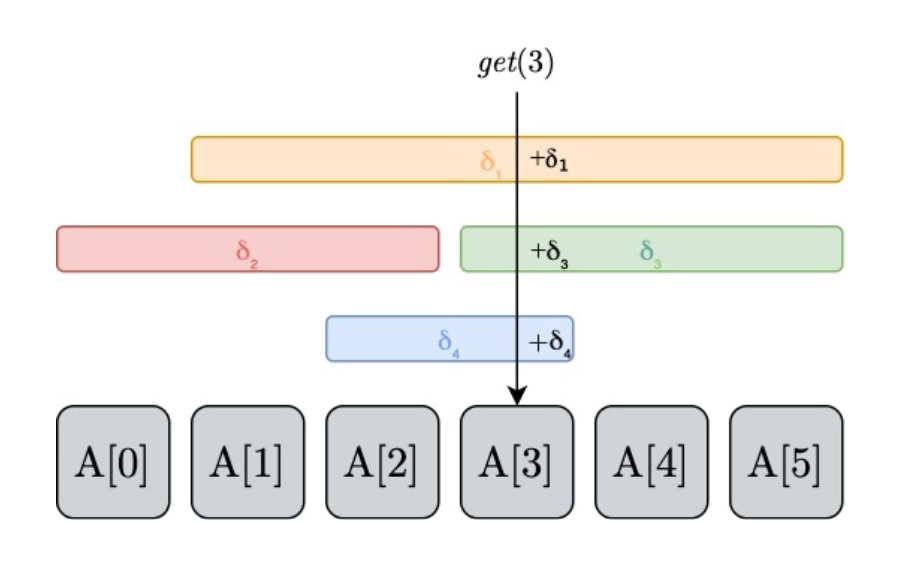 get(3)
δ₁ +δ₁
δ₂ +δ₃ δ₃
δ₄ +δ₄
A[0] A[1] A[2] A[3] A[4] A[5]